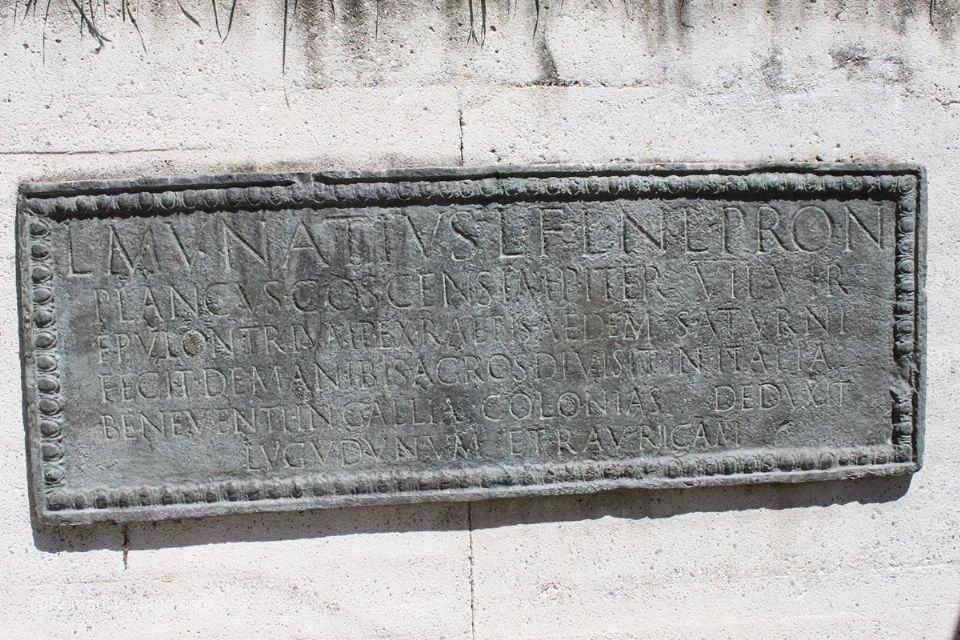 L MVNATIVS L F L N L PRON
PLANCVS COS CENS IMP ITER VII V R
EPVLON TRIVMP EX RAETIS AEDEM SATVRNI
FECIT DE MANIBIS AGROS DIVISIT IN ITALIA
BENEVENTI IN GALLIA COLONIAS DEDVXIT
LVGVDVNVM ET RAVRICAM